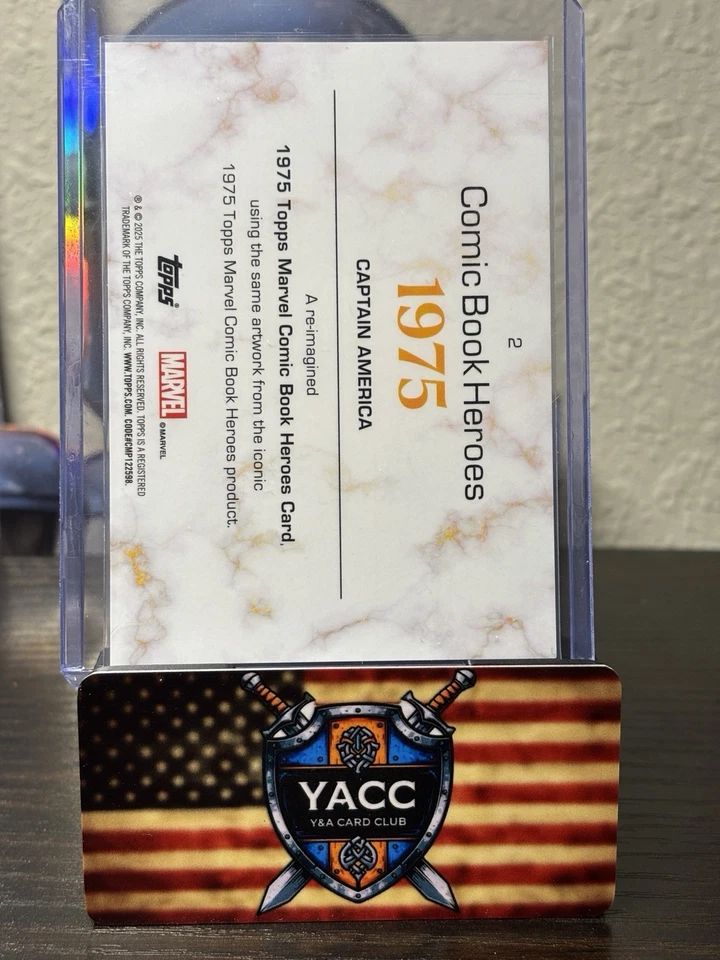 2
Comic Book Heroes
1975
CAPTAIN AMERICA
A re-imagined
1975 Topps Marvel Comic Book Heroes Card,
using the same artwork from the iconic
1975 Topps Marvel Comic Book Heroes product.
topps®
MARVEL
©MARVEL
® & © 2025 THE TOPPS COMPANY, INC. ALL RIGHTS RESERVED. TOPPS IS A REGISTERED
TRADEMARK OF THE TOPPS COMPANY, INC. WWW.TOPPS.COM. CODE#CMP122598.
YACC
Y&A CARD CLUB